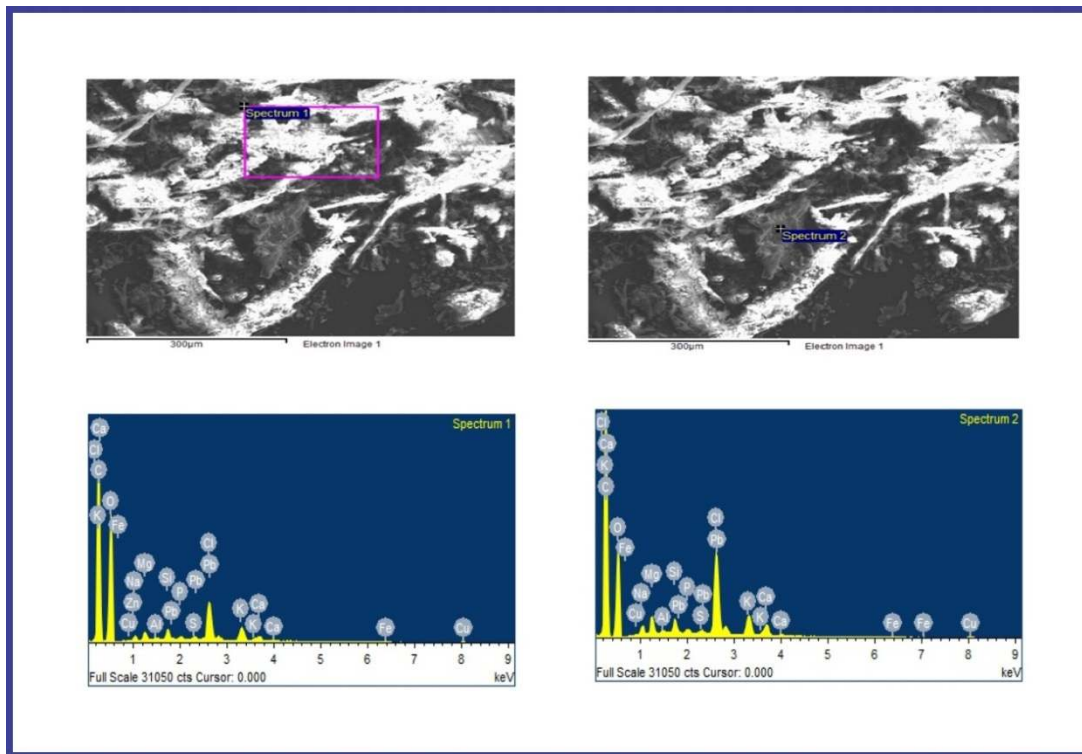 Spectrum 1
300µm
Electron Image 1
Spectrum 2
300µm
Electron Image 1
Spectrum 1
Ca
Cl
C
K
O
Fe
Mg
Na
Zn
Cu
Al
Si
Pb
P
Pb
S
Cl
Pb
K
Ca
K
Ca
Fe
Cu
1 2 3 4 5 6 7 8 9
Full Scale 31050 cts Cursor: 0.000 keV
Spectrum 2
Cl
Ca
K
C
O
Fe
Mg
Na
Cu
Al
Si
Pb
P
Pb
S
Cl
Pb
K
Ca
K
Ca
Fe
Fe
Cu
1 2 3 4 5 6 7 8 9
Full Scale 31050 cts Cursor: 0.000 keV